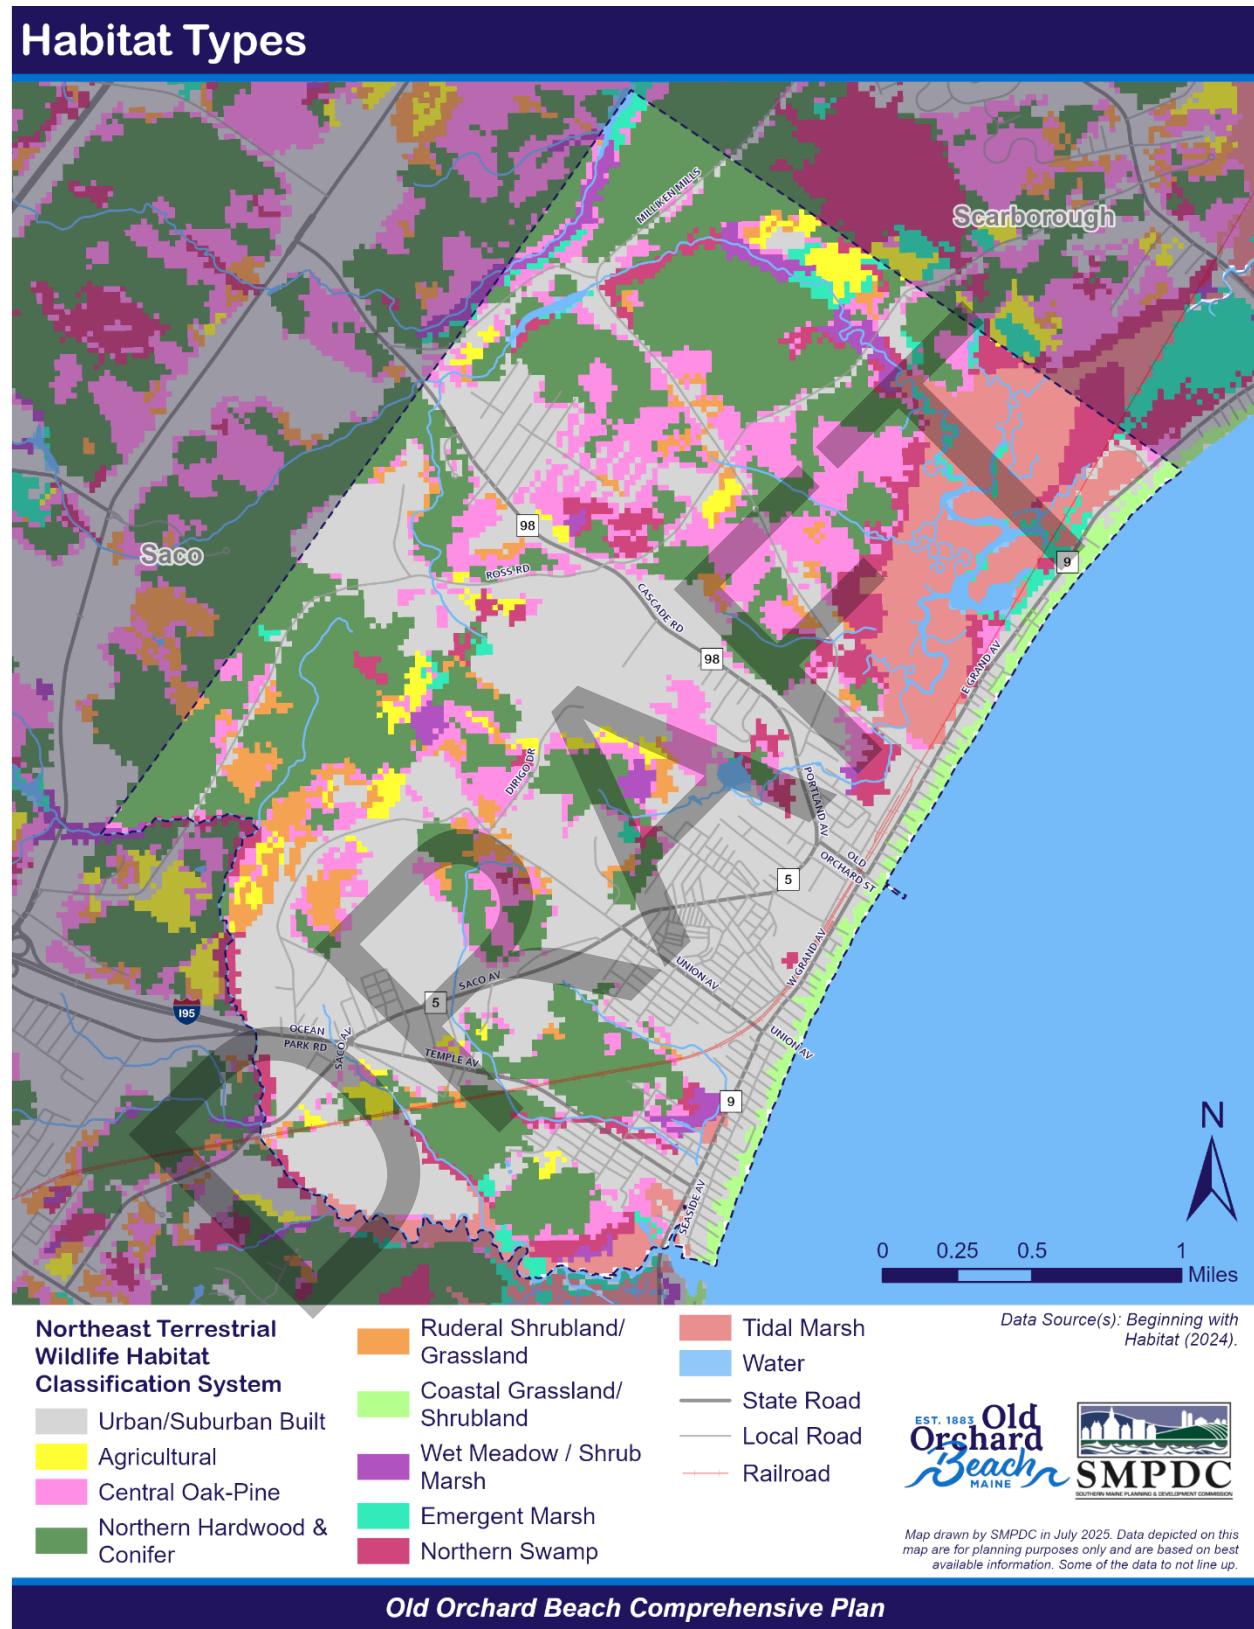 Habitat Types
MILLIKEN MILLS
Scarborough
Saco
98
ROSS RD
CASCADE RD
98
9
E GRAND AV
DIRIGO DR
PORTLAND AV
OLD
ORCHARD ST
5
W GRAND AV
UNION AV
SACO AV
5
I95
OCEAN
PARK RD
SACO AV
TEMPLE AV
UNION AV
9
SEASIDE AV
DRAFT
N
0 0.25 0.5 1
Miles
Northeast Terrestrial
Wildlife Habitat
Classification System
Urban/Suburban Built
Agricultural
Central Oak-Pine
Northern Hardwood &
Conifer
Ruderal Shrubland/
Grassland
Coastal Grassland/
Shrubland
Wet Meadow / Shrub
Marsh
Emergent Marsh
Northern Swamp
Tidal Marsh
Water
State Road
Local Road
Railroad
Data Source(s): Beginning with
Habitat (2024).
EST. 1883 Old
Orchard
Beach
MAINE
SMPDC
SOUTHERN MAINE PLANNING & DEVELOPMENT COMMISSION
Map drawn by SMPDC in July 2025. Data depicted on this
map are for planning purposes only and are based on best
available information. Some of the data to not line up.
Old Orchard Beach Comprehensive Plan